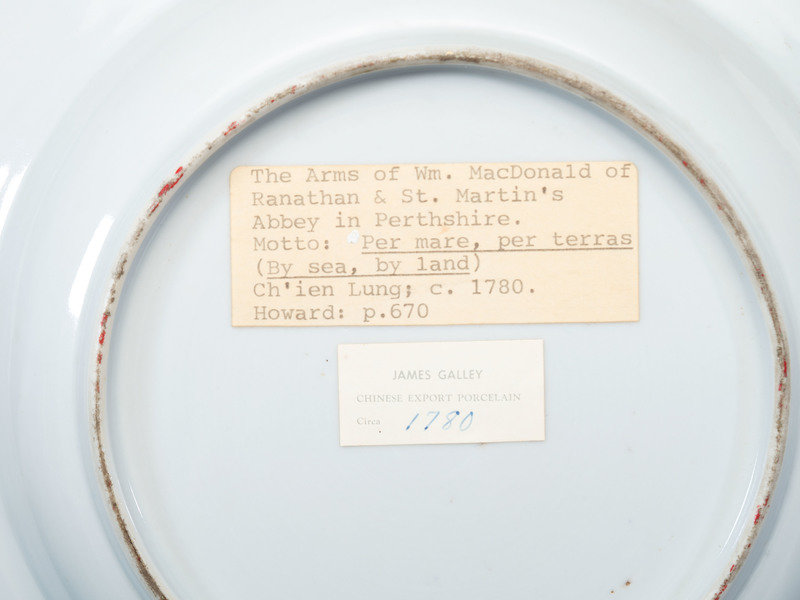 The Arms of Wm. MacDonald of
Ranathan & St. Martin's
Abbey in Perthshire.
Motto: Per mare, per terras
(By sea, by land)
Ch'ien Lung; c. 1780.
Howard: p.670
JAMES GALLEY
CHINESE EXPORT PORCELAIN
Circa 1780